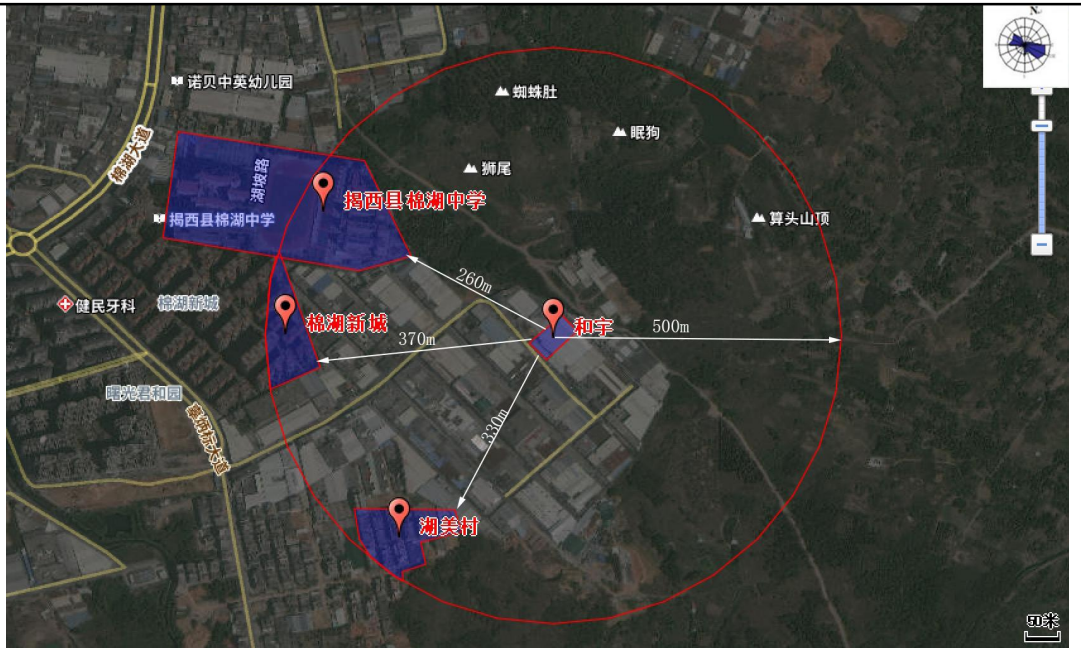 N
诺贝中英幼儿园
蜘蛛肚
眠狗
棉湖大道
湖坡路
狮尾
揭西县棉湖中学
揭西县棉湖中学
算头山顶
260m
健民牙科
棉湖新城
棉湖新城
370m
和宇
500m
曙光君和园
330m
湖美村
50米